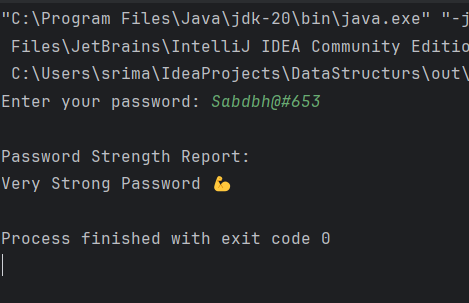 "C:\Program Files\Java\jdk-20\bin\java.exe" "-j
Files\JetBrains\IntelliJ IDEA Community Editio
C:\Users\srima\IdeaProjects\DataStructurs\out\
Enter your password: Sabdbh@#653
Password Strength Report:
Very Strong Password 💪
Process finished with exit code 0